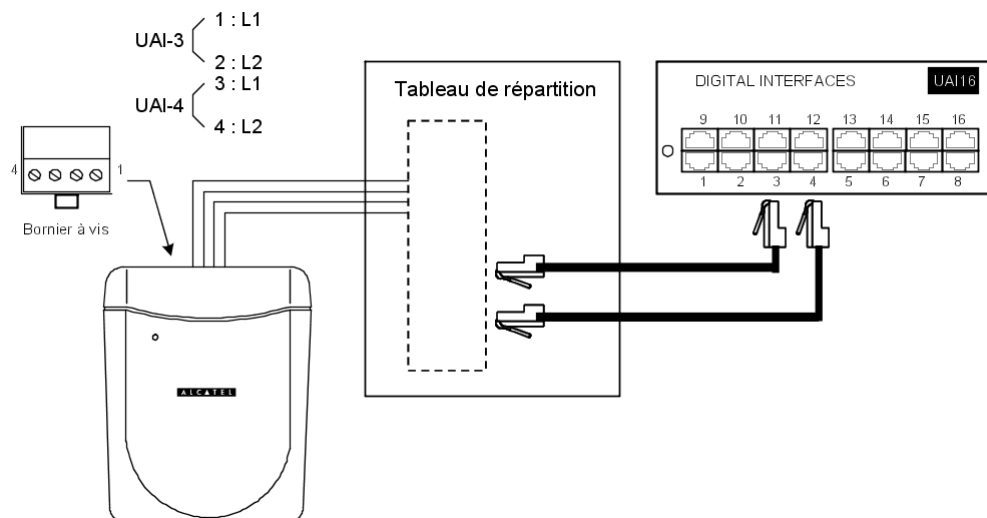 1 : L1
UAI-3
2 : L2
3 : L1
UAI-4
4 : L2
4
1
Bornier à vis
ALCATEL
Tableau de répartition
DIGITAL INTERFACES UAI16
9 10 11 12 13 14 15 16
1 2 3 4 5 6 7 8